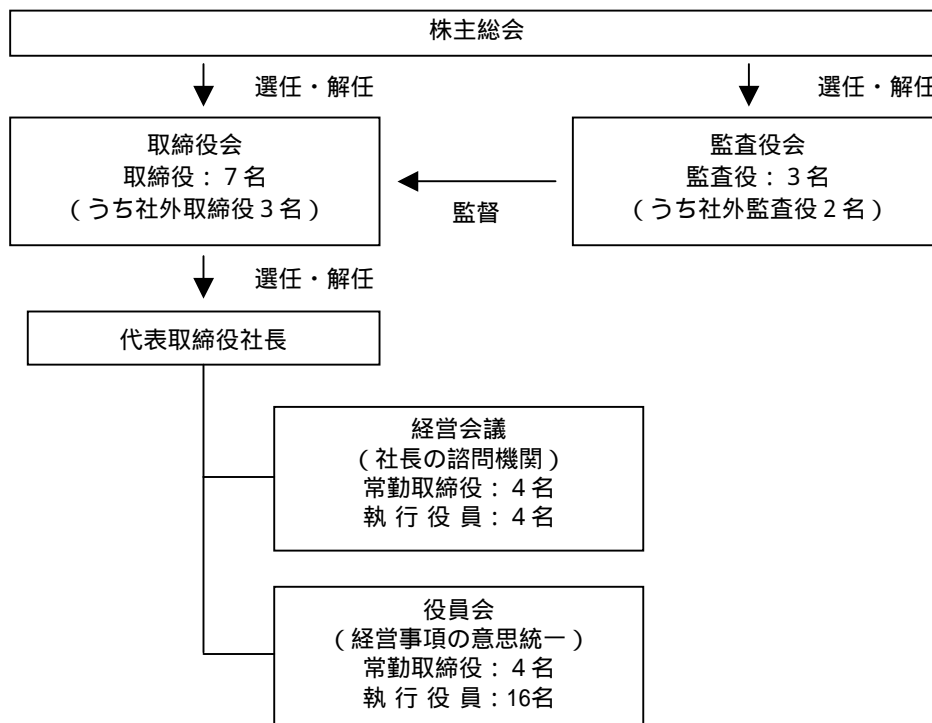 株主総会
選任・解任
選任・解任
取締役会
取締役：７名
（うち社外取締役３名）
監査役会
監査役：３名
（うち社外監査役２名）
監督
選任・解任
代表取締役社長
経営会議
（社長の諮問機関）
常勤取締役：４名
執 行 役 員：４名
役員会
（経営事項の意思統一）
常勤取締役：４名
執 行 役 員：16名